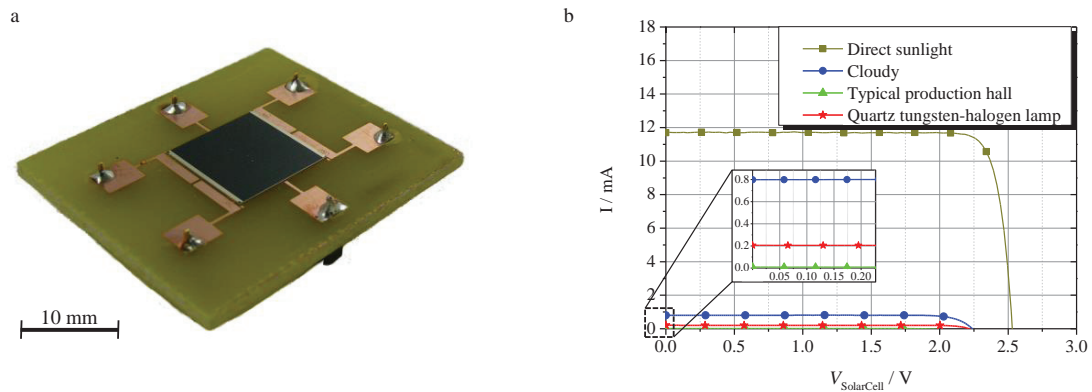 a
10 mm
b
I / mA
18
16
14
12
10
8
6
4
2
0
Direct sunlight
Cloudy
Typical production hall
Quartz tungsten-halogen lamp
0.8
0.6
0.4
0.2
0.0
0.05 0.10 0.15 0.20
0.0 0.5 1.0 1.5 2.0 2.5 3.0
VSolarCell / V